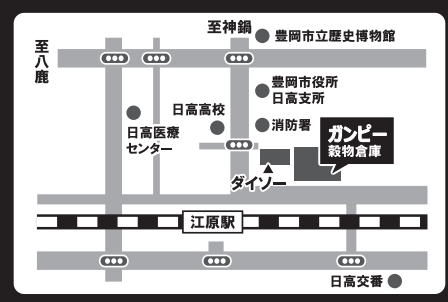 至神鍋
豊岡市立歴史博物館
至八鹿
豊岡市役所
日高支所
日高高校
消防署
日高医療
センター
ガンピー
穀物倉庫
ダイソー
江原駅
日高交番